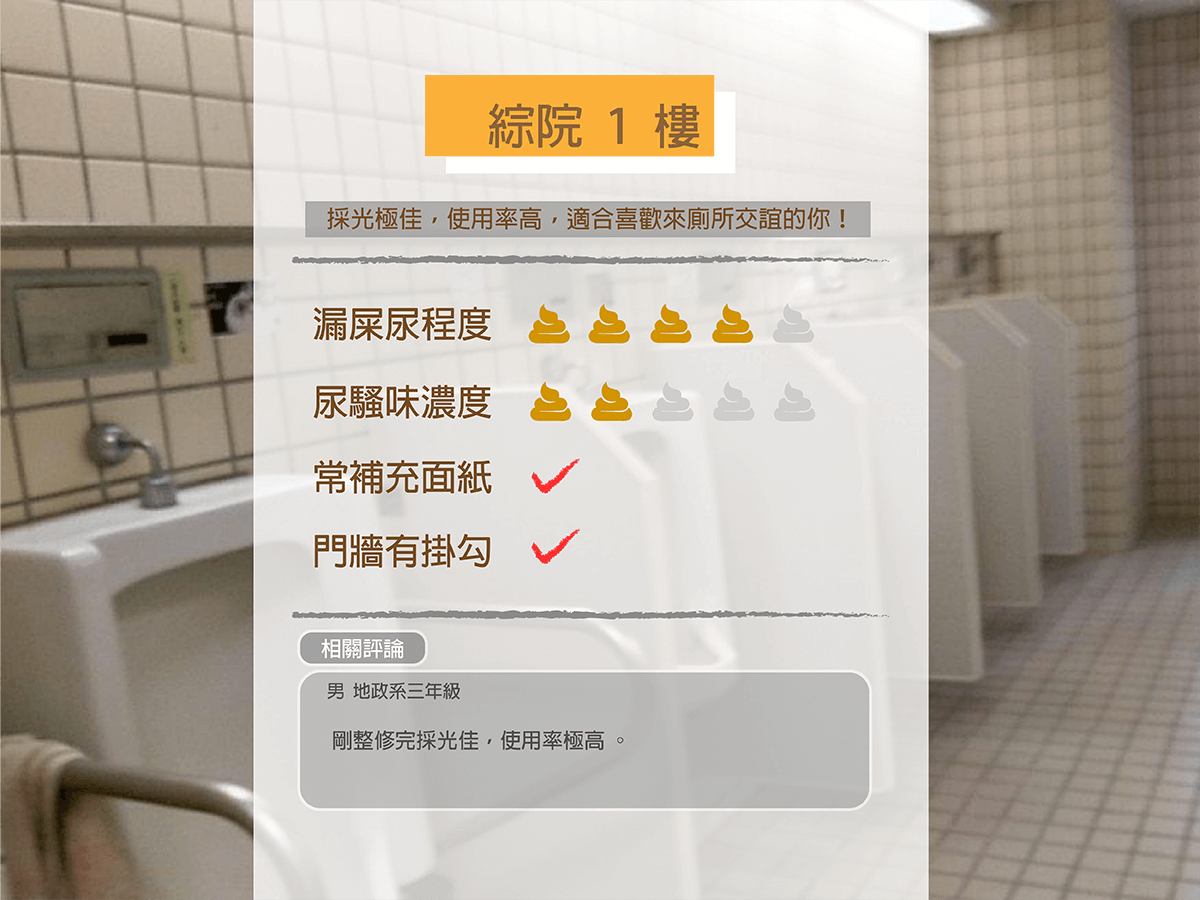 綜院 1 樓
採光極佳，使用率高，適合喜歡來廁所交誼的你！
漏屎尿程度
尿騷味濃度
常補充面紙
門牆有掛勾
相關評論
男 地政系三年級
剛整修完採光佳，使用率極高。